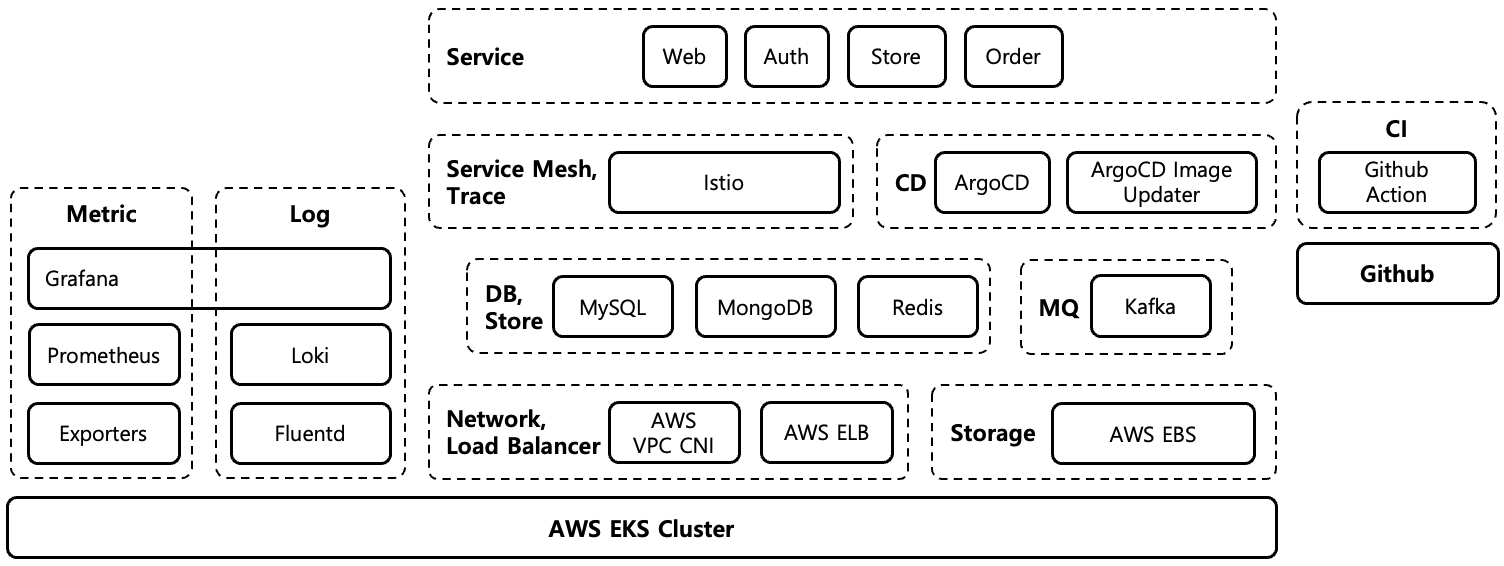 Service
Web
Auth
Store
Order
Service Mesh,
Trace
Istio
CD
ArgoCD
ArgoCD Image
Updater
CI
Github
Action
Github
Metric
Log
Grafana
Prometheus
Loki
Exporters
Fluentd
DB,
Store
MySQL
MongoDB
Redis
MQ
Kafka
Network,
Load Balancer
AWS
VPC CNI
AWS ELB
Storage
AWS EBS
AWS EKS Cluster